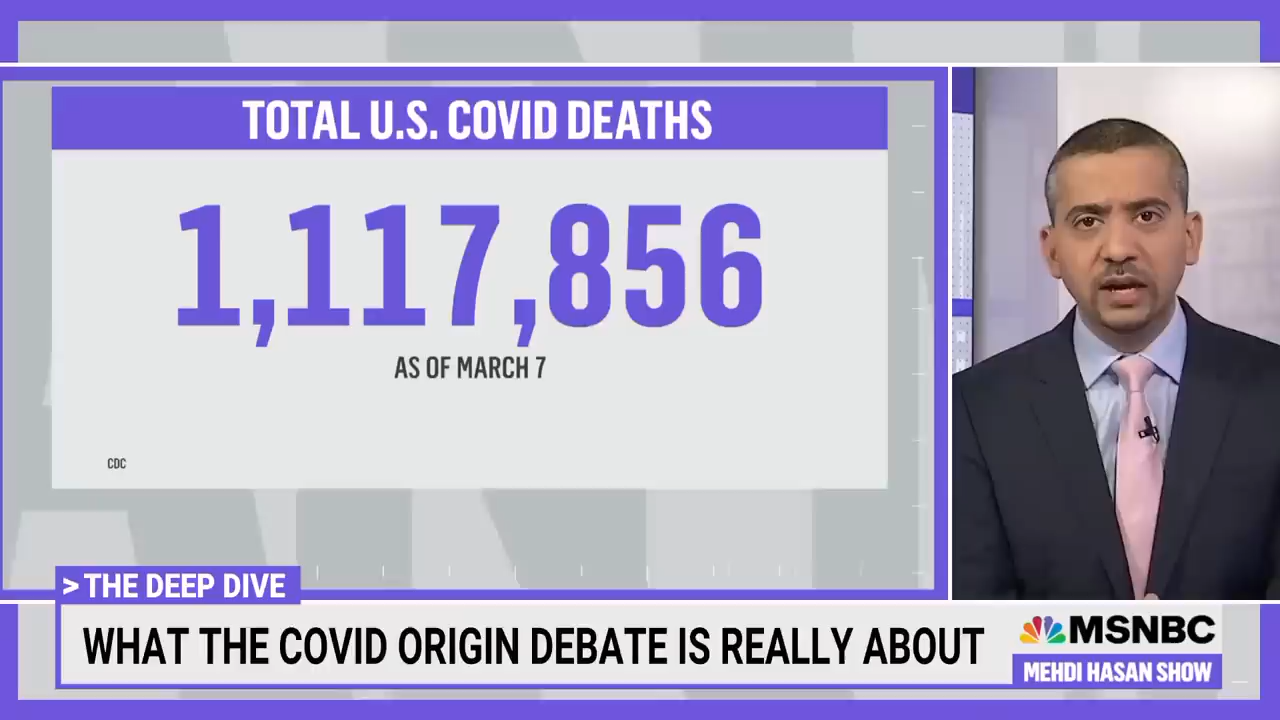 TOTAL U.S. COVID DEATHS
1,117,856
AS OF MARCH 7
CDC
> THE DEEP DIVE
WHAT THE COVID ORIGIN DEBATE IS REALLY ABOUT
MSNBC
MEHDI HASAN SHOW